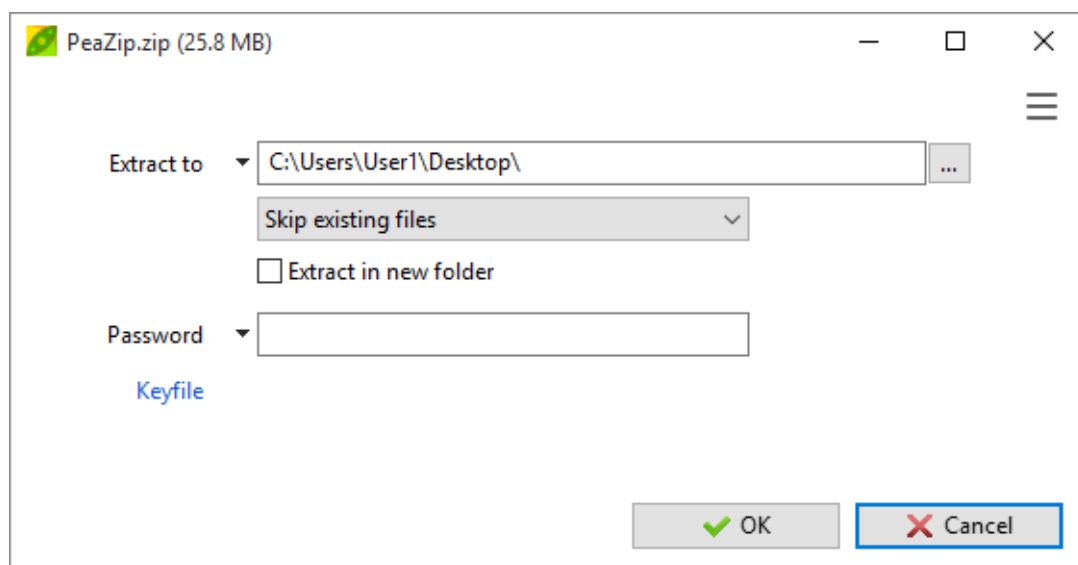 PeaZip.zip (25.8 MB)
Extract to
C:\Users\User1\Desktop\
...
Skip existing files
Extract in new folder
Password
Keyfile
OK
Cancel